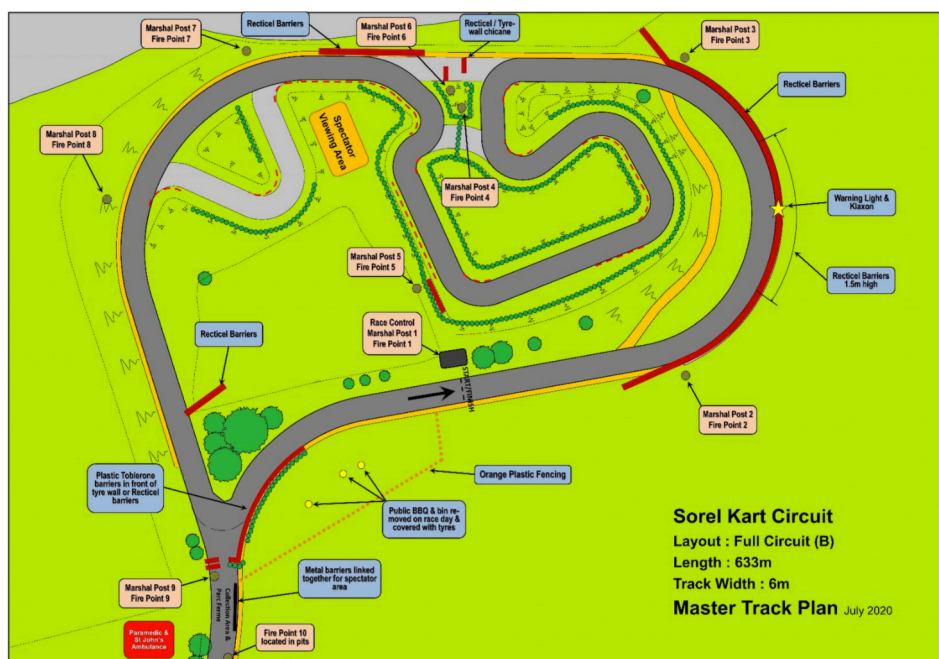 Marshal Post 7
Fire Point 7
Recticel Barriers
Marshal Post 6
Fire Point 6
Recticel / Tyre-
wall chicane
Marshal Post 3
Fire Point 3
Recticel Barriers
Marshal Post 8
Fire Point 8
Spectator
Viewing Area
Marshal Post 4
Fire Point 4
Warning Light &
Klaxon
Marshal Post 5
Fire Point 5
Recticel Barriers
1.5m high
Recticel Barriers
Race Control
Marshal Post 1
Fire Point 1
START/FINISH
Marshal Post 2
Fire Point 2
Plastic Toblerone
barriers in front of
tyre wall or Recticel
barriers
Orange Plastic Fencing
Public BBQ & bin re-
moved on race day &
covered with tyres
Sorel Kart Circuit
Layout : Full Circuit (B)
Length : 633m
Track Width : 6m
Master Track Plan July 2020
Metal barriers linked
together for spectator
area
Marshal Post 9
Fire Point 9
Collection Area &
Parc Ferme
Paramedic &
St John's
Ambulance
Fire Point 10
located in pits